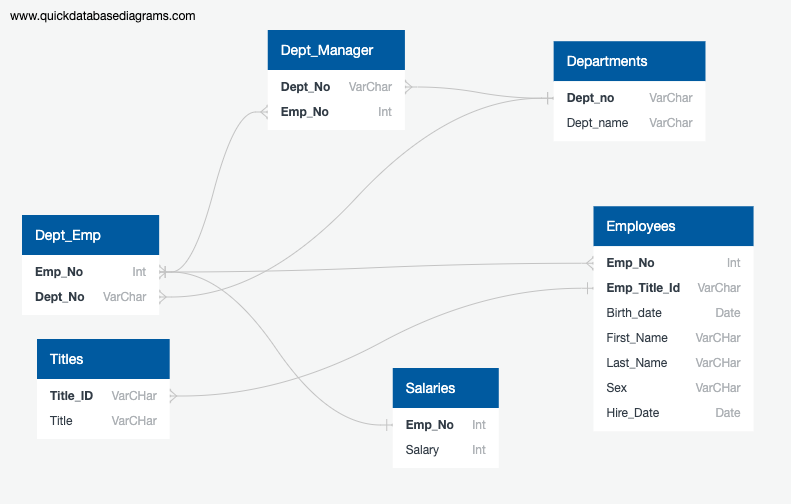 www.quickdatabasediagrams.com
Dept_Manager
Dept_No VarChar
Emp_No Int
Departments
Dept_no VarChar
Dept_name VarChar
Dept_Emp
Emp_No Int
Dept_No VarChar
Employees
Emp_No Int
Emp_Title_Id VarCHar
Birth_date Date
First_Name VarCHar
Last_Name VarCHar
Sex VarCHar
Hire_Date Date
Titles
Title_ID VarCHar
Title VarCHar
Salaries
Emp_No Int
Salary Int